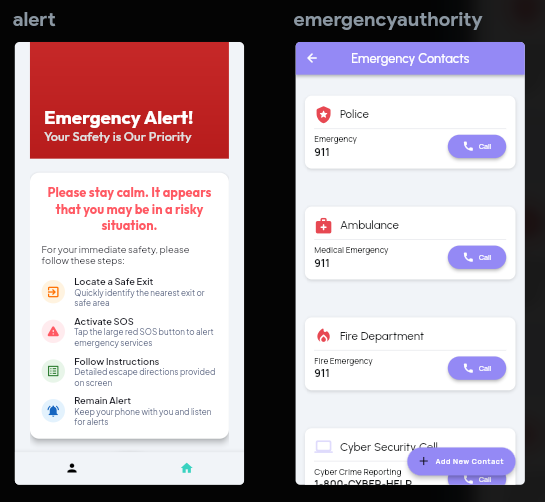 alert
emergencyauthority
Emergency Alert!
Your Safety is Our Priority
Please stay calm. It appears
that you may be in a risky
situation.
For your immediate safety, please
follow these steps:
Locate a Safe Exit
Quickly identify the nearest exit or
safe area
Activate SOS
Tap the large red SOS button to alert
emergency services
Follow Instructions
Detailed escape directions provided
on screen
Remain Alert
Keep your phone with you and listen
for alerts
Emergency Contacts
Police
Emergency
911
Call
Ambulance
Medical Emergency
911
Call
Fire Department
Fire Emergency
911
Call
Cyber Security Cell
Cyber Crime Reporting
1-800-CYBER-HELP
Call
Add New Contact